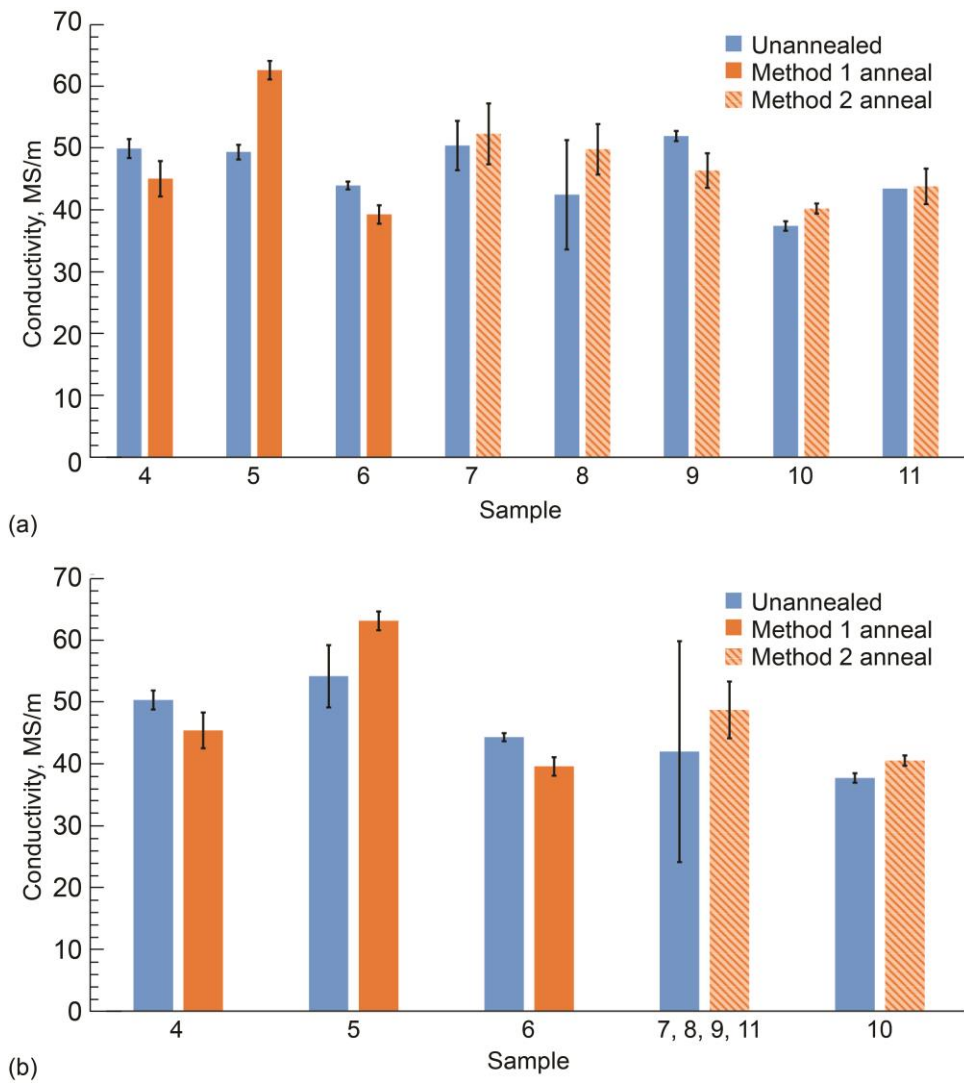 70
60
50
40
30
20
10
0
Conductivity, MS/m
Unannealed
Method 1 anneal
Method 2 anneal
4 5 6 7 8 9 10 11
Sample
(a)
70
60
50
40
30
20
10
0
Conductivity, MS/m
Unannealed
Method 1 anneal
Method 2 anneal
4 5 6 7, 8, 9, 11 10
Sample
(b)